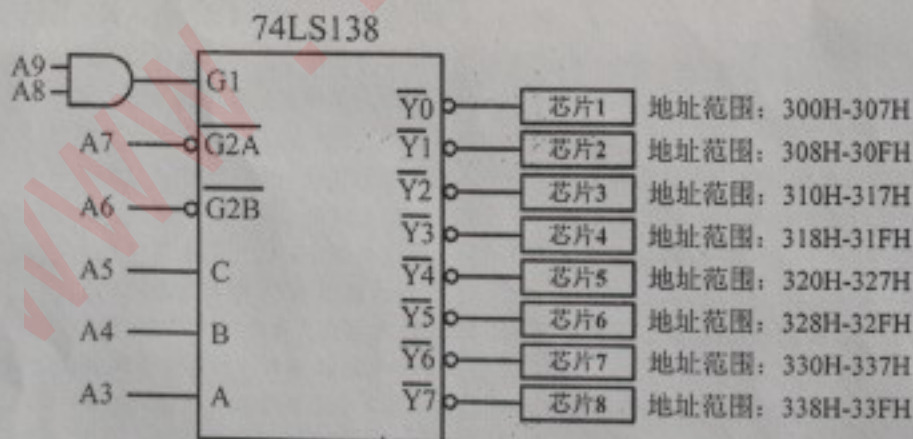 74LS138
A9
A8
G1
A7
G2A
A6
G2B
A5
C
A4
B
A3
A
Y0 芯片1 地址范围：300H-307H
Y1 芯片2 地址范围：308H-30FH
Y2 芯片3 地址范围：310H-317H
Y3 芯片4 地址范围：318H-31FH
Y4 芯片5 地址范围：320H-327H
Y5 芯片6 地址范围：328H-32FH
Y6 芯片7 地址范围：330H-337H
Y7 芯片8 地址范围：338H-33FH
www.